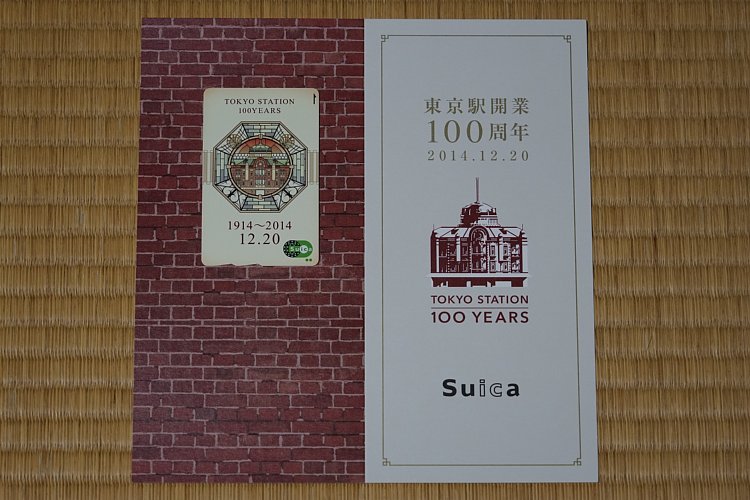 TOKYO STATION
100YEARS
1914～2014
12.20
Suica
東京駅開業
100周年
2014.12.20
TOKYO STATION
100 YEARS
Suica